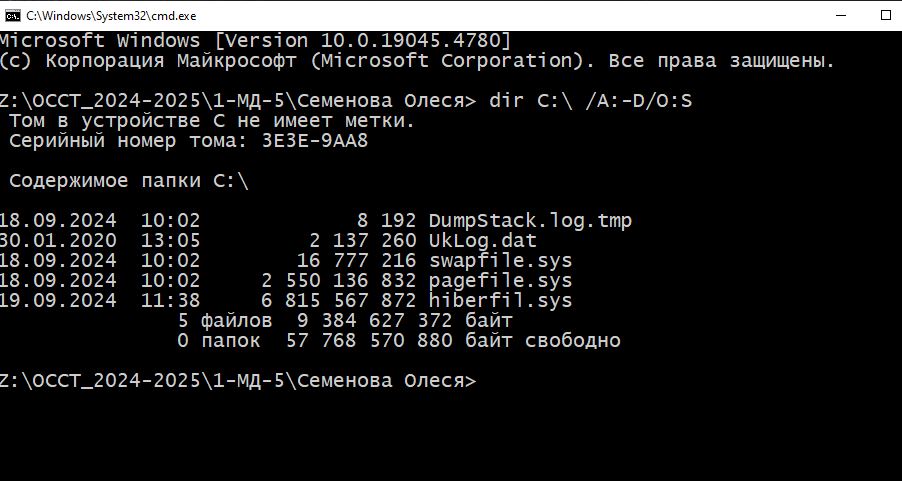 C:\Windows\System32\cmd.exe
Microsoft Windows [Version 10.0.19045.4780]
(c) Корпорация Майкрософт (Microsoft Corporation). Все права защищены.
Z:\ОССТ_2024-2025\1-МД-5\Семенова Олеся> dir C:\ /A:-D/O:S
Том в устройстве C не имеет метки.
Серийный номер тома: 3E3E-9AA8
Содержимое папки C:\
18.09.2024  10:02             8 192 DumpStack.log.tmp
30.01.2020  13:05         2 137 260 UkLog.dat
18.09.2024  10:02        16 777 216 swapfile.sys
18.09.2024  10:02     2 550 136 832 pagefile.sys
19.09.2024  11:38     6 815 567 872 hiberfil.sys
5 файлов  9 384 627 372 байт
0 папок  57 768 570 880 байт свободно
Z:\ОССТ_2024-2025\1-МД-5\Семенова Олеся>